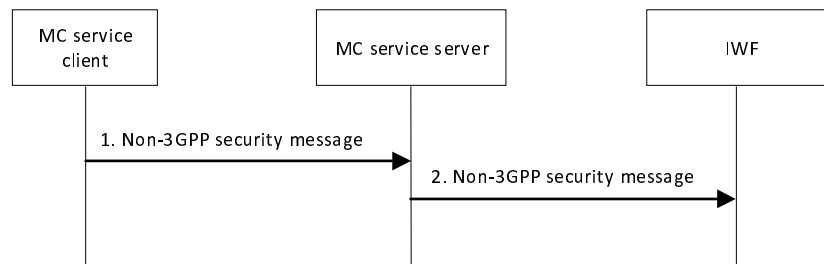 MC service
client
MC service server
IWF
1. Non-3GPP security message
2. Non-3GPP security message